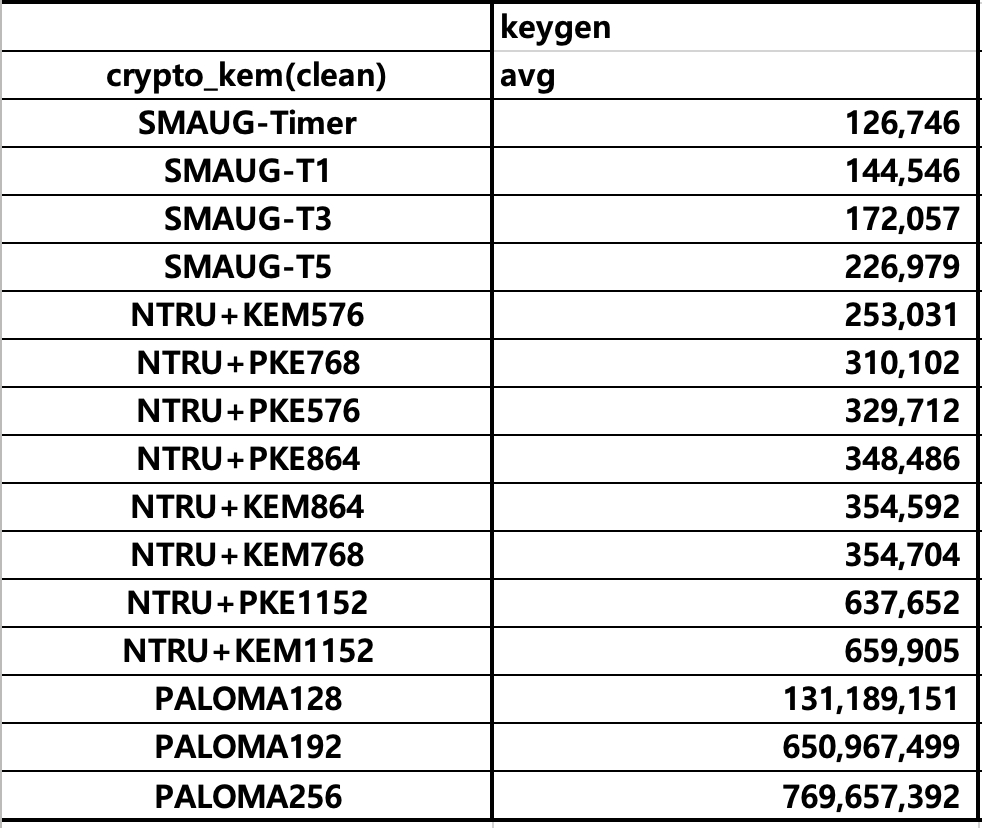 keygen
crypto_kem(clean) avg
SMAUG-Timer 126,746
SMAUG-T1 144,546
SMAUG-T3 172,057
SMAUG-T5 226,979
NTRU+KEM576 253,031
NTRU+PKE768 310,102
NTRU+PKE576 329,712
NTRU+PKE864 348,486
NTRU+KEM864 354,592
NTRU+KEM768 354,704
NTRU+PKE1152 637,652
NTRU+KEM1152 659,905
PALOMA128 131,189,151
PALOMA192 650,967,499
PALOMA256 769,657,392